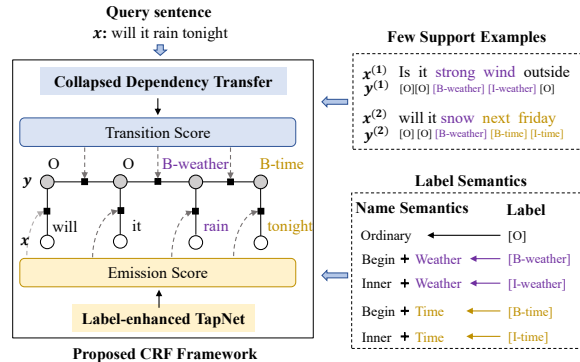 Query sentence
x: will it rain tonight
Collapsed Dependency Transfer
Transition Score
O O B-weather B-time
y
will it rain tonight
x
Emission Score
Label-enhanced TapNet
Proposed CRF Framework
Few Support Examples
x(1) Is it strong wind outside
y(1) [O][O] [B-weather] [I-weather] [O]
x(2) will it snow next friday
y(2) [O] [O] [B-weather] [B-time] [I-time]
Label Semantics
Name Semantics Label
Ordinary [O]
Begin + Weather [B-weather]
Inner + Weather [I-weather]
Begin + Time [B-time]
Inner + Time [I-time]